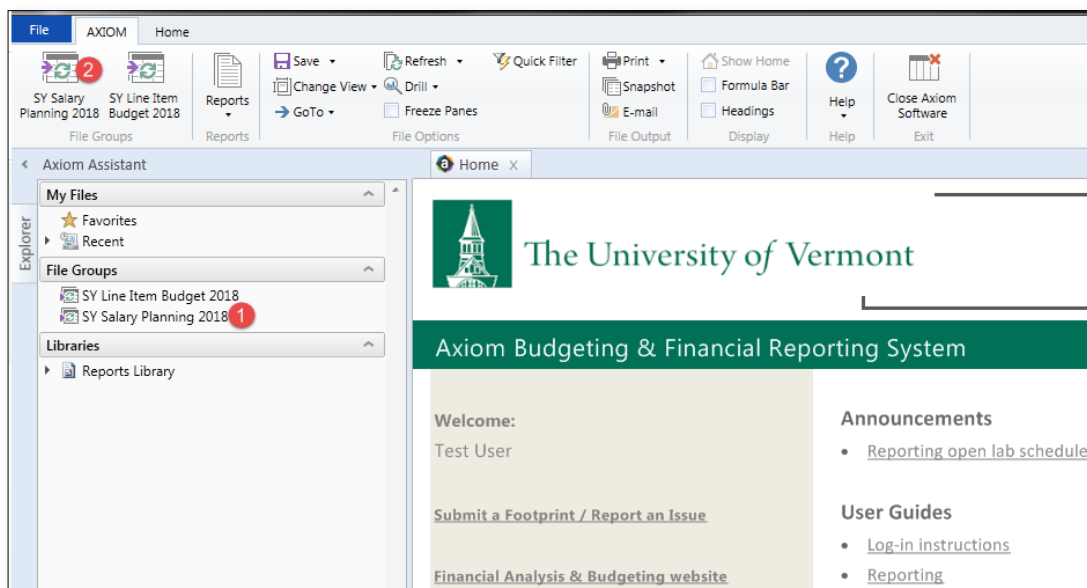 File AXIOM Home
2
SY Salary Planning 2018
SY Line Item Budget 2018
File Groups
Reports
Reports
Save
Change View
GoTo
Refresh
Drill
Freeze Panes
Quick Filter
File Options
Print
Snapshot
E-mail
File Output
Show Home
Formula Bar
Headings
Display
?
Help
Help
Close Axiom Software
Exit
Explorer
Axiom Assistant
My Files
Favorites
Recent
File Groups
SY Line Item Budget 2018
SY Salary Planning 2018 1
Libraries
Reports Library
a Home X
The University of Vermont
Axiom Budgeting & Financial Reporting System
Welcome:
Test User
Submit a Footprint / Report an Issue
Financial Analysis & Budgeting website
Announcements
• Reporting open lab schedule
User Guides
• Log-in instructions
• Reporting